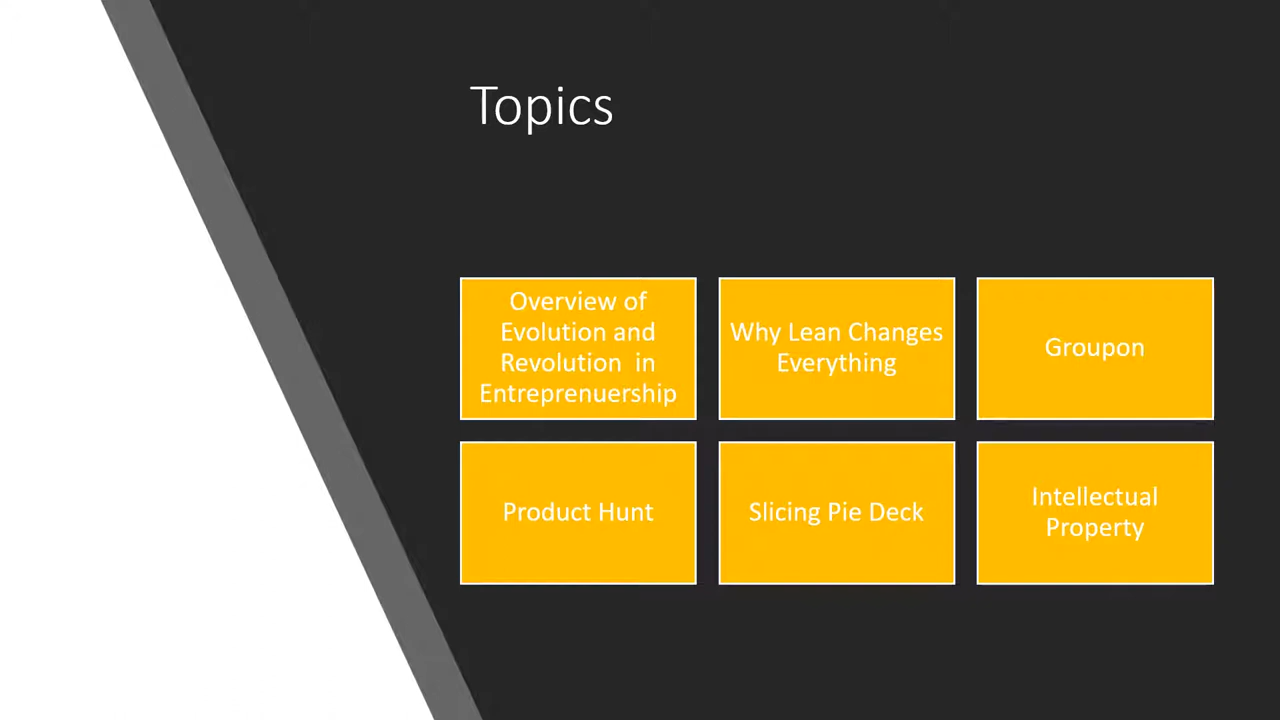 Topics
Overview of
Evolution and
Revolution  in
Entreprenuership
Why Lean Changes
Everything
Groupon
Product Hunt
Slicing Pie Deck
Intellectual
Property